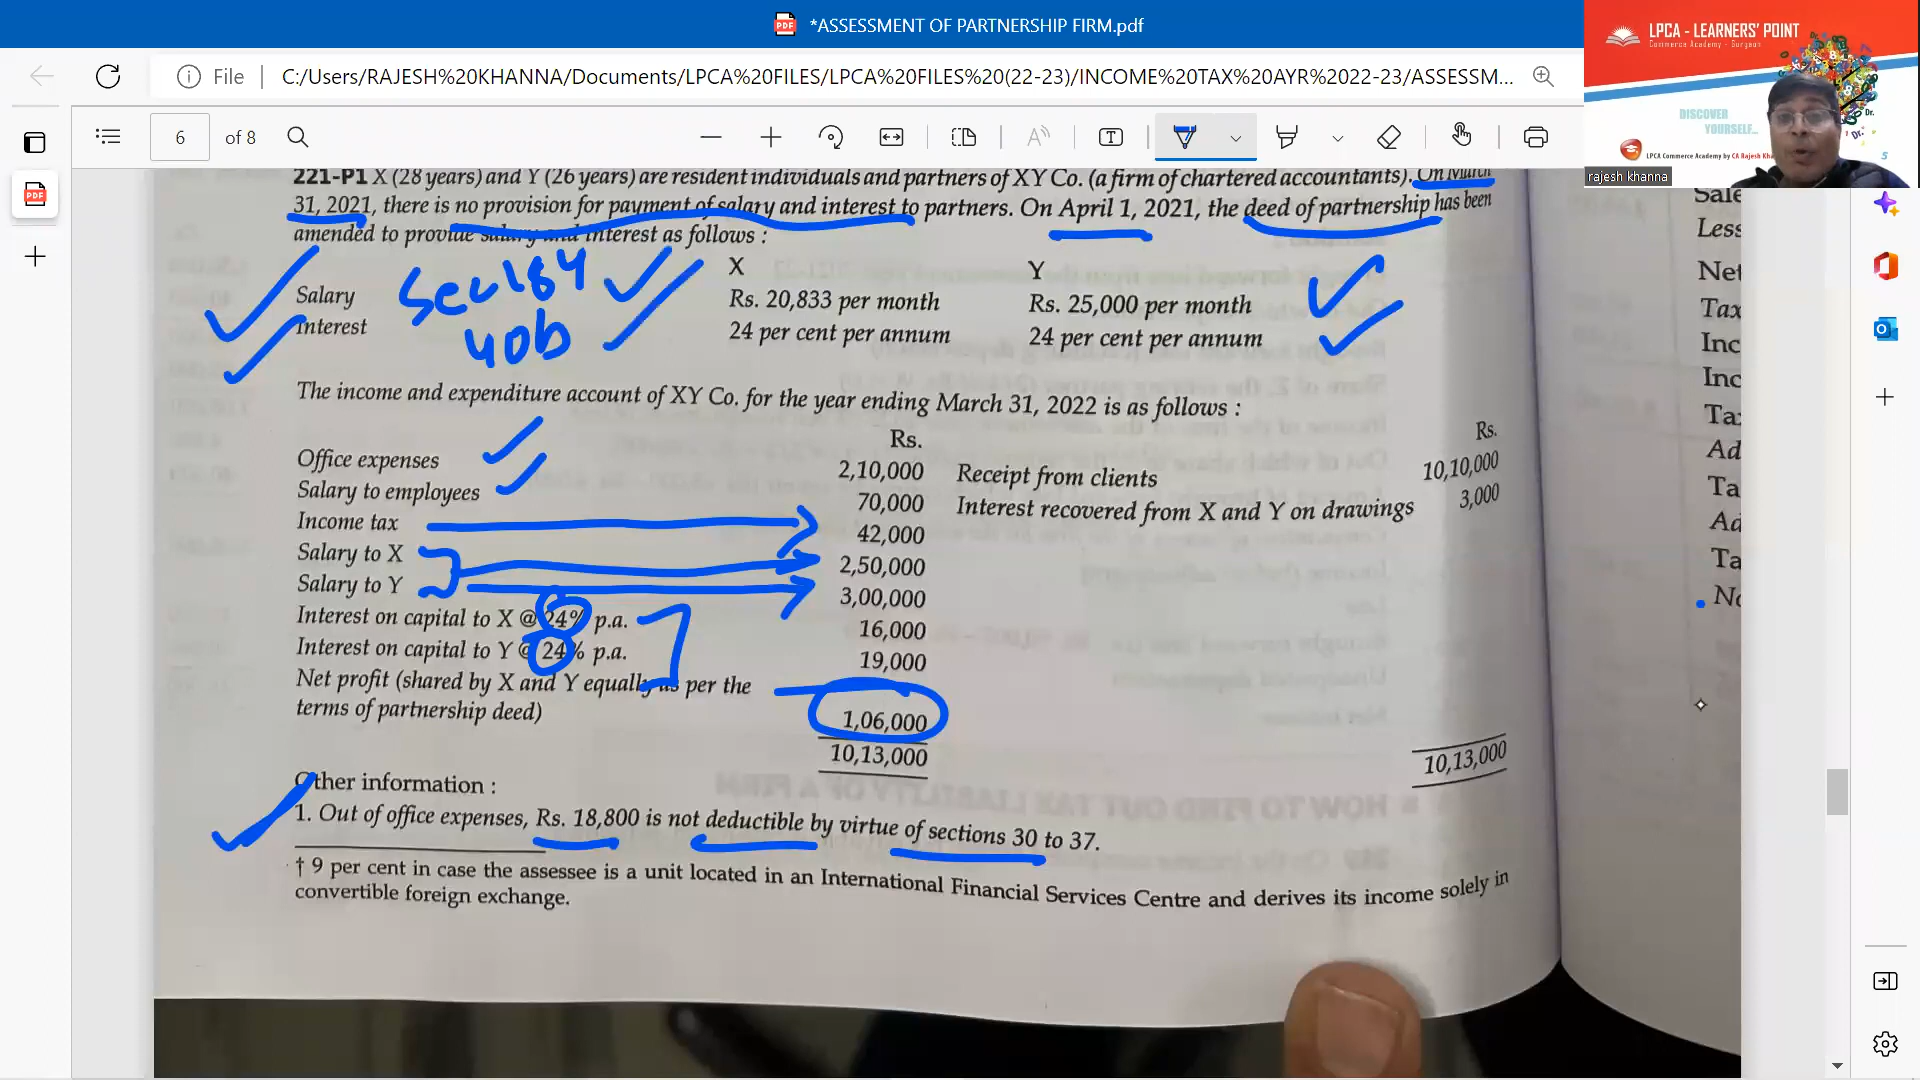 *ASSESSMENT OF PARTNERSHIP FIRM.pdf
File
C:/Users/RAJESH%20KHANNA/Documents/LPCA%20FILES/LPCA%20FILES%20(22-23)/INCOME%20TAX%20AYR%2022-23/ASSESSM...
6 of 8
LPCA - LEARNERS' POINT
Commerce Academy - Gurgaon
DISCOVER
YOURSELF...
rajesh khanna
221-P1 X (28 years) and Y (26 years) are resident individuals and partners of XY Co. (a firm of chartered accountants). On March
31, 2021, there is no provision for payment of salary and interest to partners. On April 1, 2021, the deed of partnership has been
amended to provide salary and interest as follows :
X Y
Salary Rs. 20,833 per month Rs. 25,000 per month
Interest 24 per cent per annum 24 per cent per annum
Sec 184
40b
The income and expenditure account of XY Co. for the year ending March 31, 2022 is as follows :
Rs. Rs.
Office expenses 2,10,000 Receipt from clients 10,10,000
Salary to employees 70,000 Interest recovered from X and Y on drawings 3,000
Income tax 42,000
Salary to X 2,50,000
Salary to Y 3,00,000
Interest on capital to X @ 24% p.a. 16,000
Interest on capital to Y @ 24% p.a. 19,000
Net profit (shared by X and Y equally as per the
terms of partnership deed) 1,06,000
10,13,000 10,13,000
Other information :
1. Out of office expenses, Rs. 18,800 is not deductible by virtue of sections 30 to 37.
† 9 per cent in case the assessee is a unit located in an International Financial Services Centre and derives its income solely in
convertible foreign exchange.
Less
Net
Tax
Inc
Inc
Ta
Ad
Ta
Ad
Ta